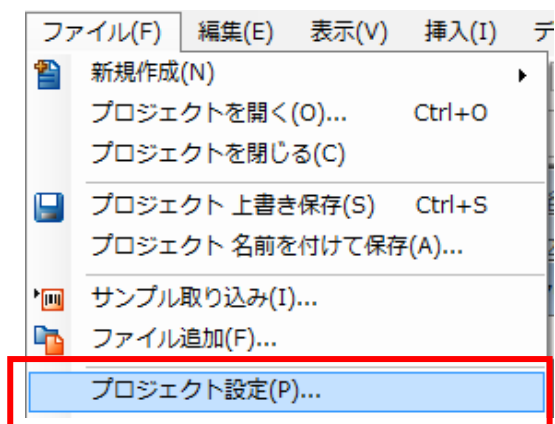 ファイル(F) 編集(E) 表示(V) 挿入(I)
新規作成(N)
プロジェクトを開く(O)... Ctrl+O
プロジェクトを閉じる(C)
プロジェクト 上書き保存(S) Ctrl+S
プロジェクト 名前を付けて保存(A)...
サンプル取り込み(I)...
ファイル追加(F)...
プロジェクト設定(P)...